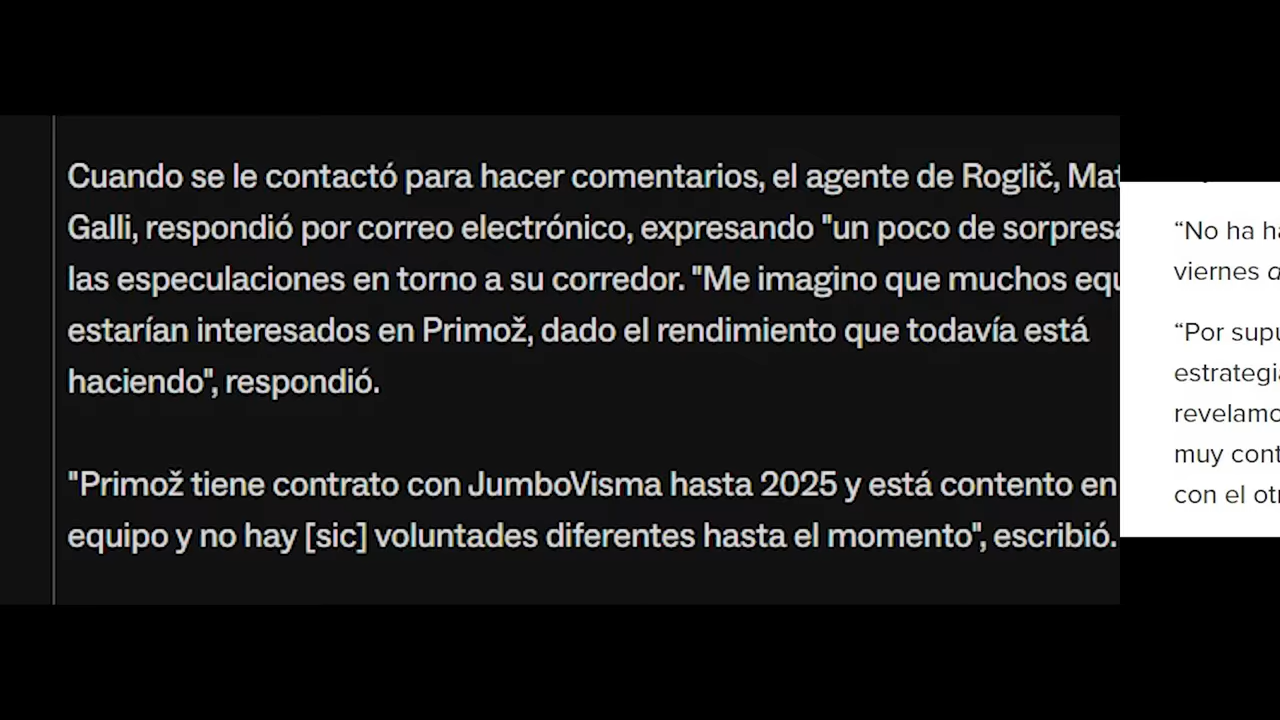 Cuando se le contactó para hacer comentarios, el agente de Roglič,
Galli, respondió por correo electrónico, expresando "un poco de sorpresa
las especulaciones en torno a su corredor. "Me imagino que muchos
estarían interesados en Primož, dado el rendimiento que todavía está
haciendo", respondió.
"Primož tiene contrato con JumboVisma hasta 2025 y está contento en
equipo y no hay [sic] voluntades diferentes hasta el momento", escribió.
“No ha
viernes
“Por
muy
con el